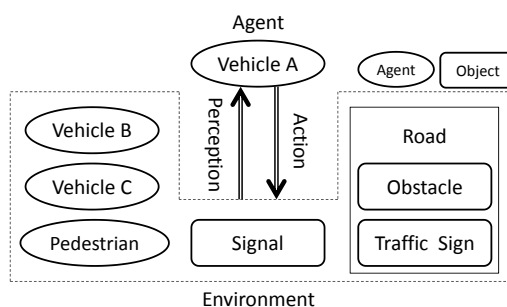 Agent
Vehicle A
Agent
Object
Perception
Action
Vehicle B
Vehicle C
Pedestrian
Signal
Road
Obstacle
Traffic Sign
Environment